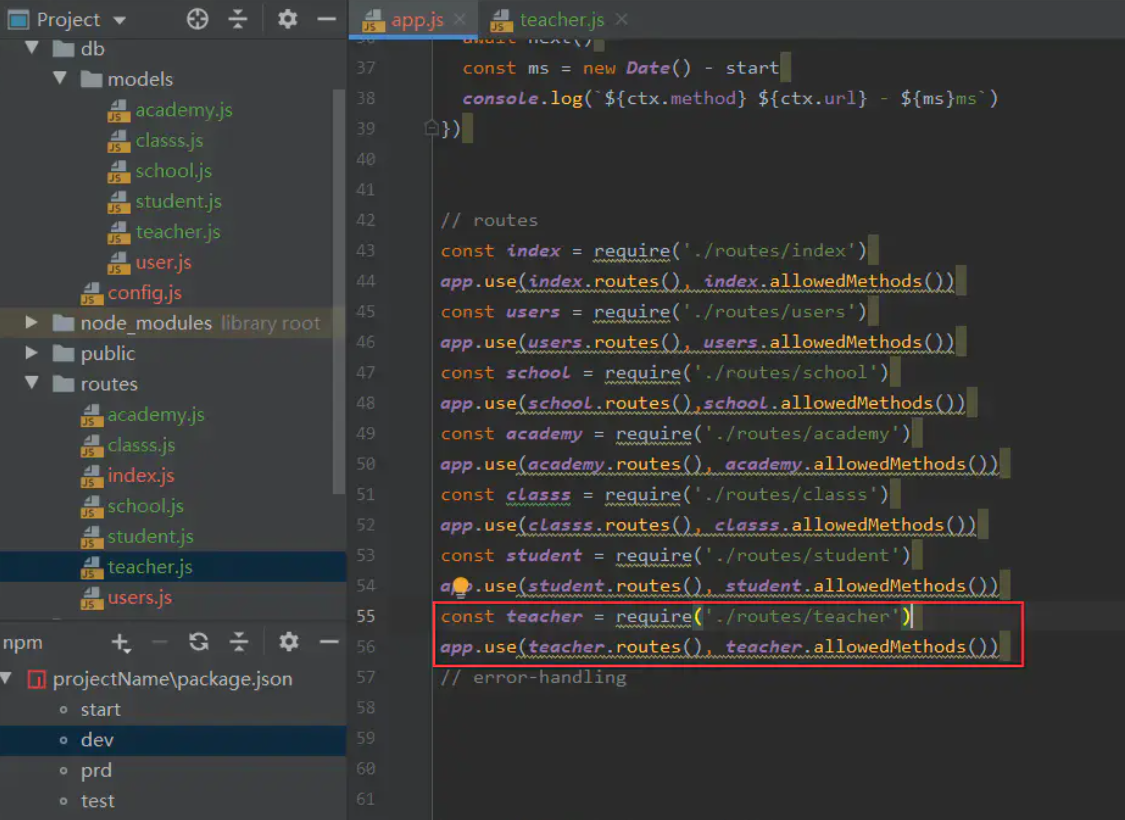 Project
db
models
academy.js
classs.js
school.js
student.js
teacher.js
user.js
config.js
node_modules library root
public
routes
academy.js
classs.js
index.js
school.js
student.js
teacher.js
users.js
npm
projectName\package.json
start
dev
prd
test
app.js
teacher.js
36 await next()
37 const ms = new Date() - start
38 console.log(`${ctx.method} ${ctx.url} - ${ms}ms`)
39 })
40
41
42 // routes
43 const index = require('./routes/index')
44 app.use(index.routes(), index.allowedMethods())
45 const users = require('./routes/users')
46 app.use(users.routes(), users.allowedMethods())
47 const school = require('./routes/school')
48 app.use(school.routes(),school.allowedMethods())
49 const academy = require('./routes/academy')
50 app.use(academy.routes(), academy.allowedMethods())
51 const classs = require('./routes/classs')
52 app.use(classs.routes(), classs.allowedMethods())
53 const student = require('./routes/student')
54 app.use(student.routes(), student.allowedMethods())
55 const teacher = require('./routes/teacher')
56 app.use(teacher.routes(), teacher.allowedMethods())
57 // error-handling
58
59
60
61